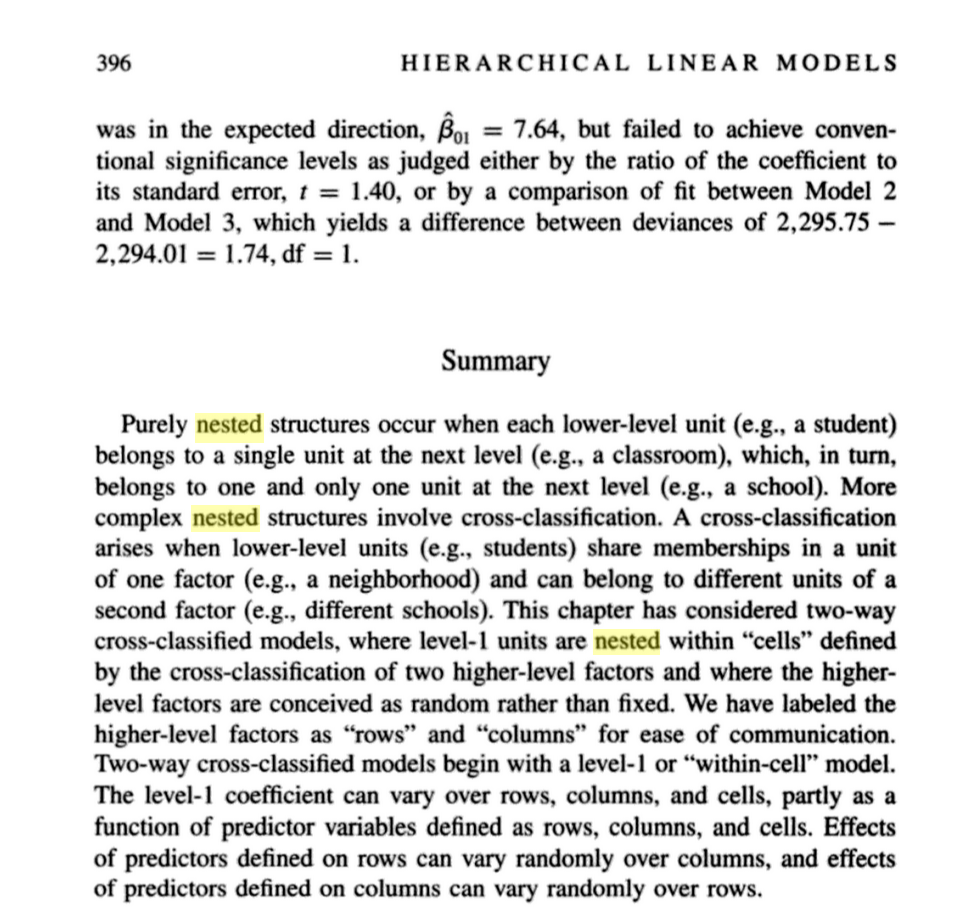 396 HIERARCHICAL LINEAR MODELS
was in the expected direction, β̂₀₁ = 7.64, but failed to achieve conven-
tional significance levels as judged either by the ratio of the coefficient to
its standard error, t = 1.40, or by a comparison of fit between Model 2
and Model 3, which yields a difference between deviances of 2,295.75 –
2,294.01 = 1.74, df = 1.
Summary
Purely nested structures occur when each lower-level unit (e.g., a student)
belongs to a single unit at the next level (e.g., a classroom), which, in turn,
belongs to one and only one unit at the next level (e.g., a school). More
complex nested structures involve cross-classification. A cross-classification
arises when lower-level units (e.g., students) share memberships in a unit
of one factor (e.g., a neighborhood) and can belong to different units of a
second factor (e.g., different schools). This chapter has considered two-way
cross-classified models, where level-1 units are nested within “cells” defined
by the cross-classification of two higher-level factors and where the higher-
level factors are conceived as random rather than fixed. We have labeled the
higher-level factors as “rows” and “columns” for ease of communication.
Two-way cross-classified models begin with a level-1 or “within-cell” model.
The level-1 coefficient can vary over rows, columns, and cells, partly as a
function of predictor variables defined as rows, columns, and cells. Effects
of predictors defined on rows can vary randomly over columns, and effects
of predictors defined on columns can vary randomly over rows.